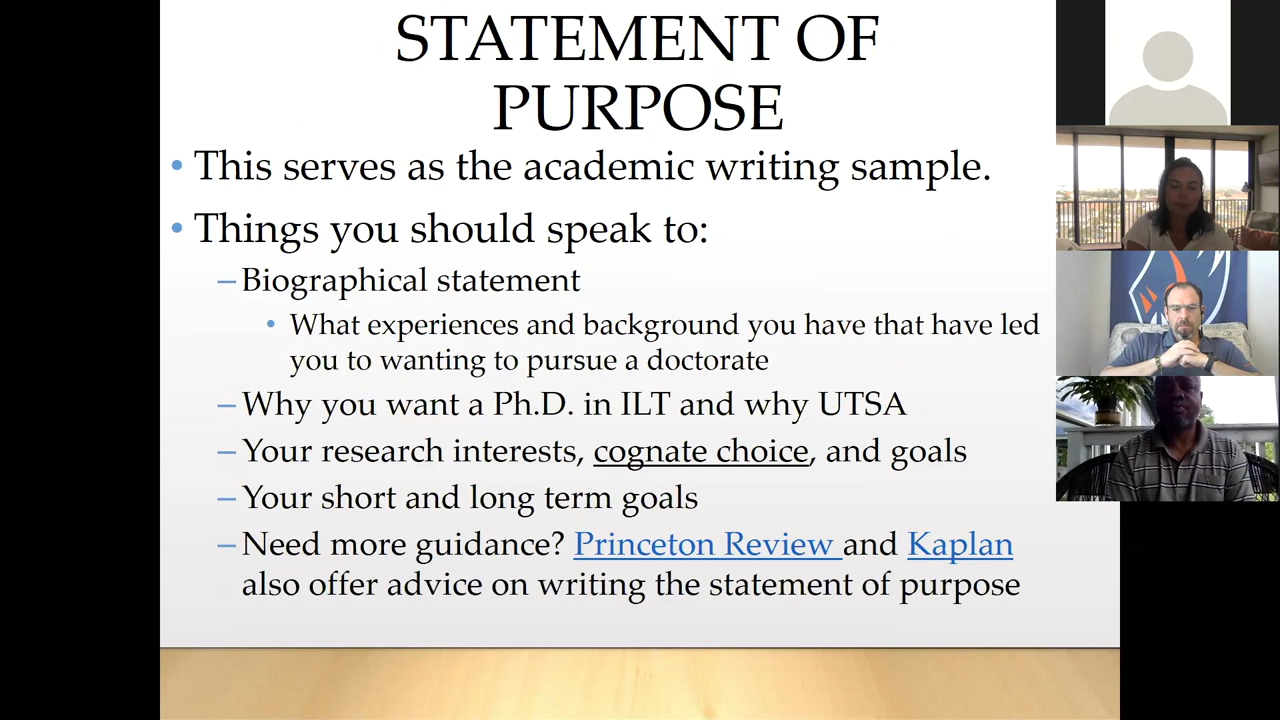 STATEMENT OF
PURPOSE
• This serves as the academic writing sample.
• Things you should speak to:
– Biographical statement
• What experiences and background you have that have led
you to wanting to pursue a doctorate
– Why you want a Ph.D. in ILT and why UTSA
– Your research interests, cognate choice, and goals
– Your short and long term goals
– Need more guidance? Princeton Review and Kaplan
also offer advice on writing the statement of purpose